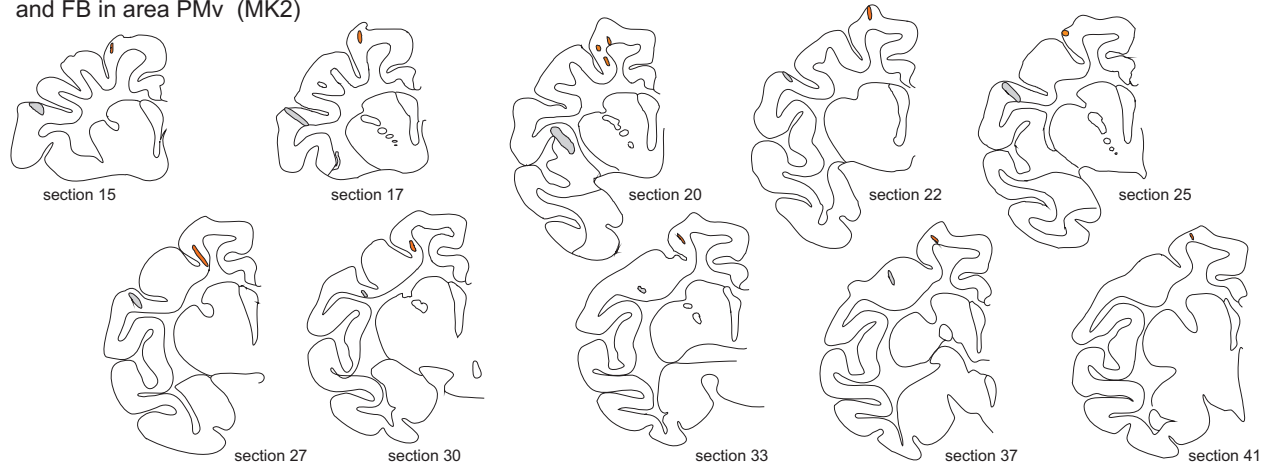 and FB in area PMv (MK2)
section 15
section 17
section 20
section 22
section 25
section 27
section 30
section 33
section 37
section 41